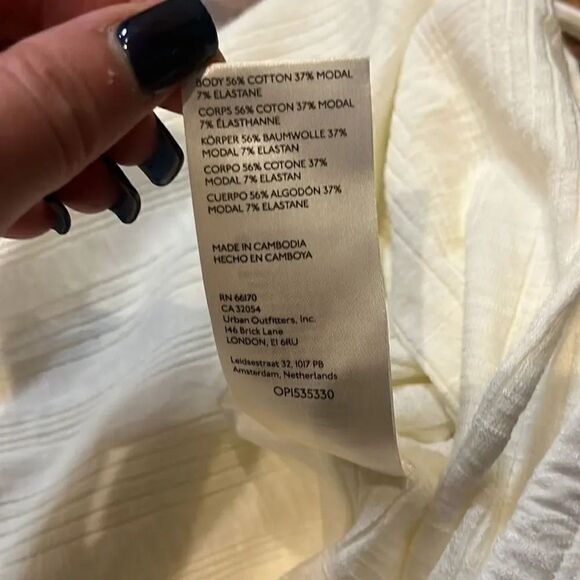 BODY 56% COTTON 37% MODAL
7% ELASTANE
CORPS 56% COTON 37% MODAL
7% ÉLASTHANNE
KÖRPER 56% BAUMWOLLE 37%
MODAL 7% ELASTAN
CORPO 56% COTONE 37%
MODAL 7% ELASTAN
CUERPO 56% ALGODÓN 37%
MODAL 7% ELASTANE
MADE IN CAMBODIA
HECHO EN CAMBOYA
RN 66170
CA 32054
Urban Outfitters, Inc.
146 Brick Lane
LONDON, E1 6RU
Leidsestraat 32, 1017 PB
Amsterdam, Netherlands
OP1535330